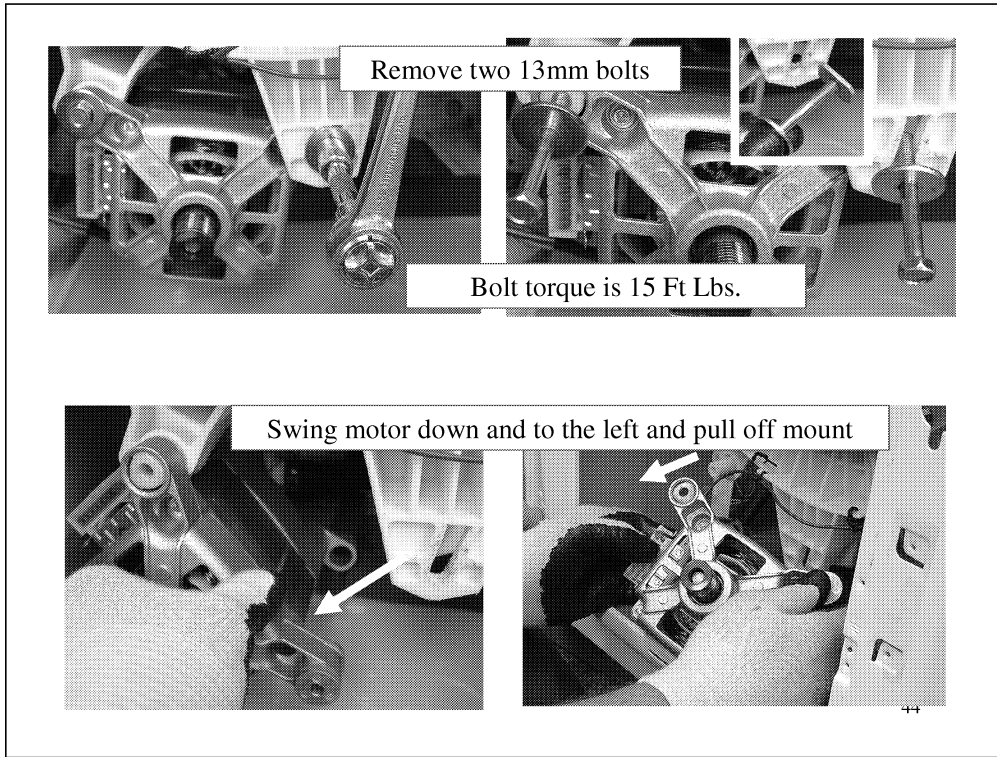 Remove two 13mm bolts
Bolt torque is 15 Ft Lbs.
Swing motor down and to the left and pull off mount
44